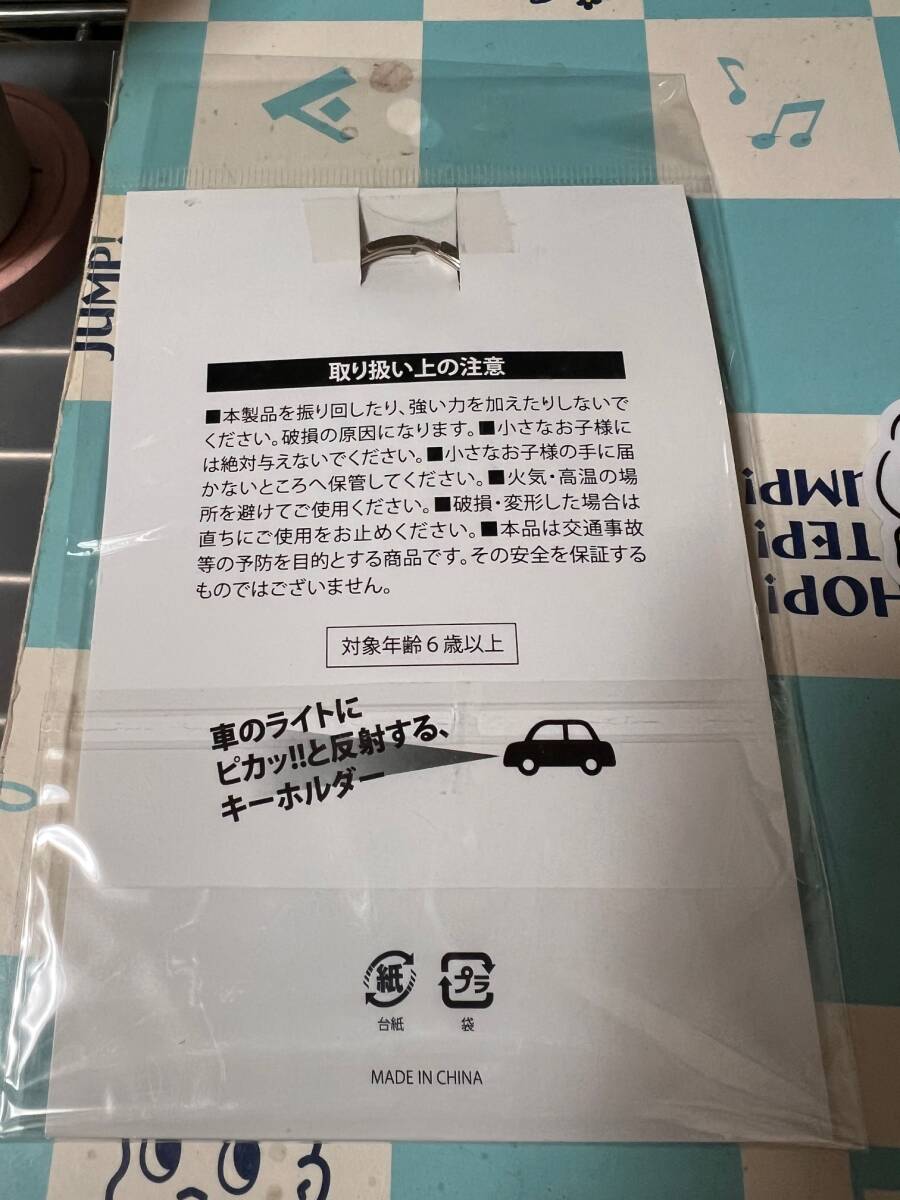 JUMP!
取り扱い上の注意
■本製品を振り回したり、強い力を加えたりしないで
ください。破損の原因になります。■小さなお子様に
は絶対与えないでください。■小さなお子様の手に届
かないところへ保管してください。■火気・高温の場
所を避けてご使用ください。■破損・変形した場合は
直ちにご使用をお止めください。■本品は交通事故
等の予防を目的とする商品です。その安全を保証する
ものではございません。
対象年齢6歳以上
車のライトに
ピカッ!!と反射する、
キーホルダー
紙
台紙
プラ
袋
MADE IN CHINA
HOP!
TEP!
UMP!